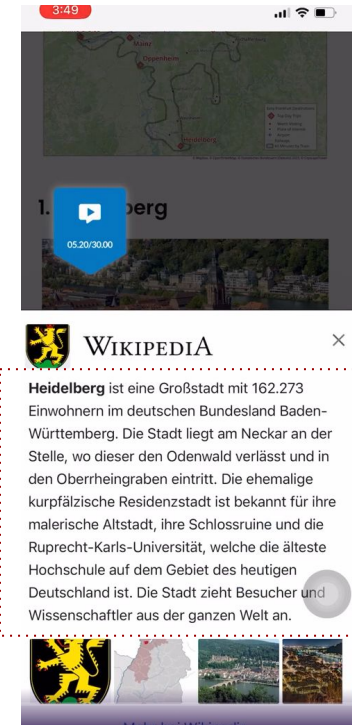 3:49
Mainz
Oppenheim
Heidelberg
1. berg
05.20/30.00
WIKIPEDIA
Heidelberg ist eine Großstadt mit 162.273
Einwohnern im deutschen Bundesland Baden-
Württemberg. Die Stadt liegt am Neckar an der
Stelle, wo dieser den Odenwald verlässt und in
den Oberrheingraben eintritt. Die ehemalige
kurpfälzische Residenzstadt ist bekannt für ihre
malerische Altstadt, ihre Schlossruine und die
Ruprecht-Karls-Universität, welche die älteste
Hochschule auf dem Gebiet des heutigen
Deutschland ist. Die Stadt zieht Besucher und
Wissenschaftler aus der ganzen Welt an.